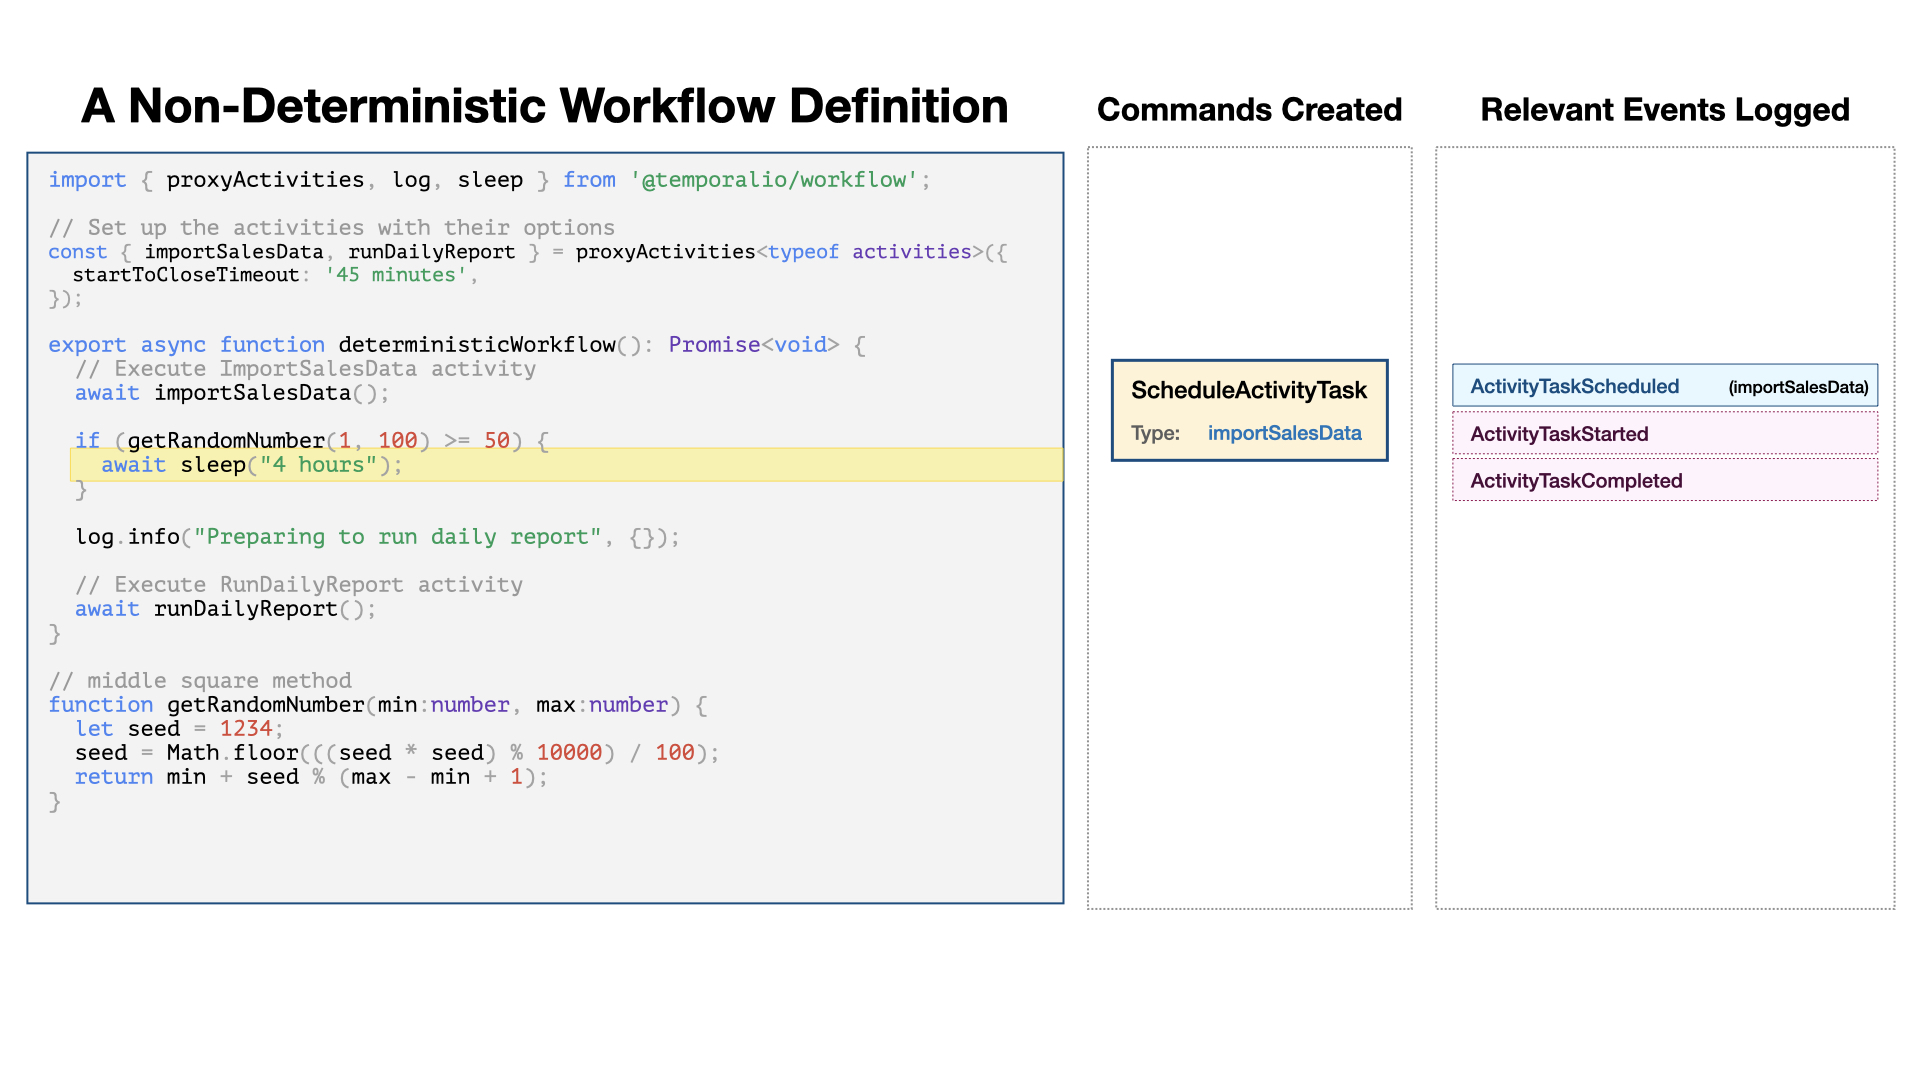 A Non-Deterministic Workflow Definition
import { proxyActivities, log, sleep } from '@temporalio/workflow';
// Set up the activities with their options
const { importSalesData, runDailyReport } = proxyActivities<typeof activities>({
  startToCloseTimeout: '45 minutes',
});
export async function deterministicWorkflow(): Promise<void> {
  // Execute ImportSalesData activity
  await importSalesData();
  if (getRandomNumber(1, 100) >= 50) {
    await sleep("4 hours");
  }
  log.info("Preparing to run daily report", {});
  // Execute RunDailyReport activity
  await runDailyReport();
}
// middle square method
function getRandomNumber(min:number, max:number) {
  let seed = 1234;
  seed = Math.floor(((seed * seed) % 10000) / 100);
  return min + seed % (max - min + 1);
}
Commands Created
ScheduleActivityTask
Type: importSalesData
Relevant Events Logged
ActivityTaskScheduled (importSalesData)
ActivityTaskStarted
ActivityTaskCompleted